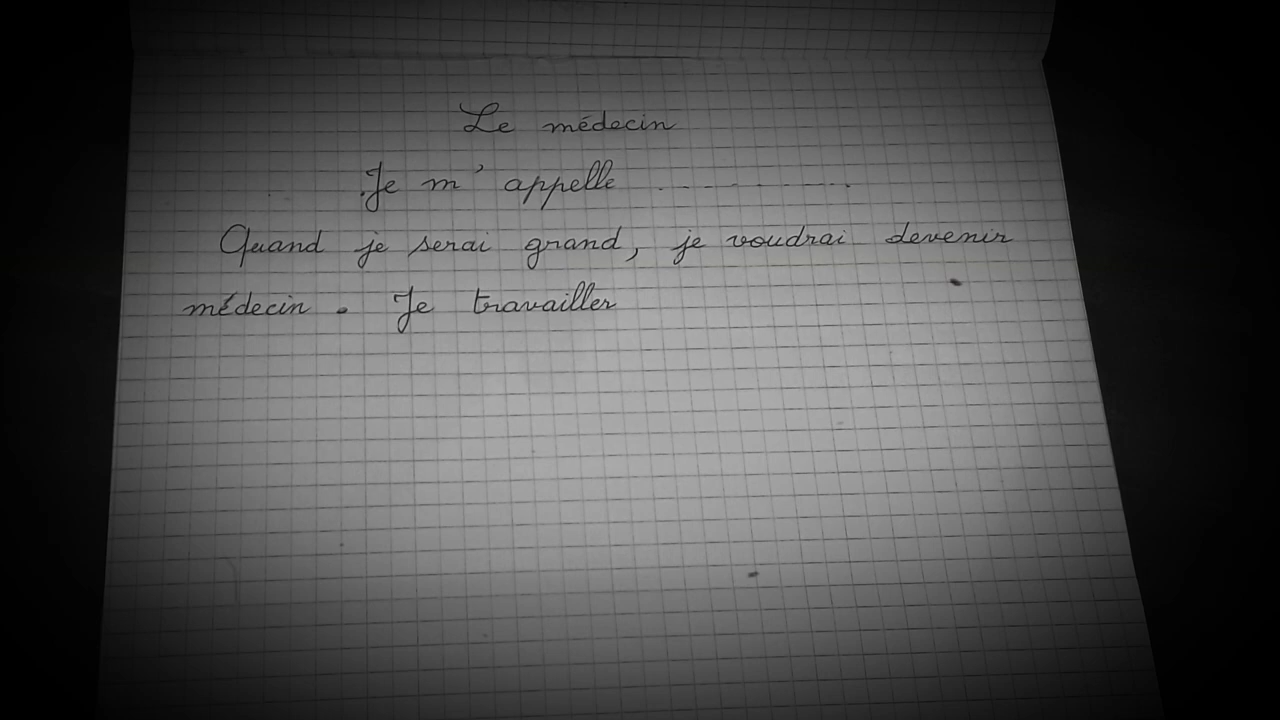 Le médecin
Je m'appelle ............
Quand je serai grand, je voudrai devenir
médecin. Je travailler